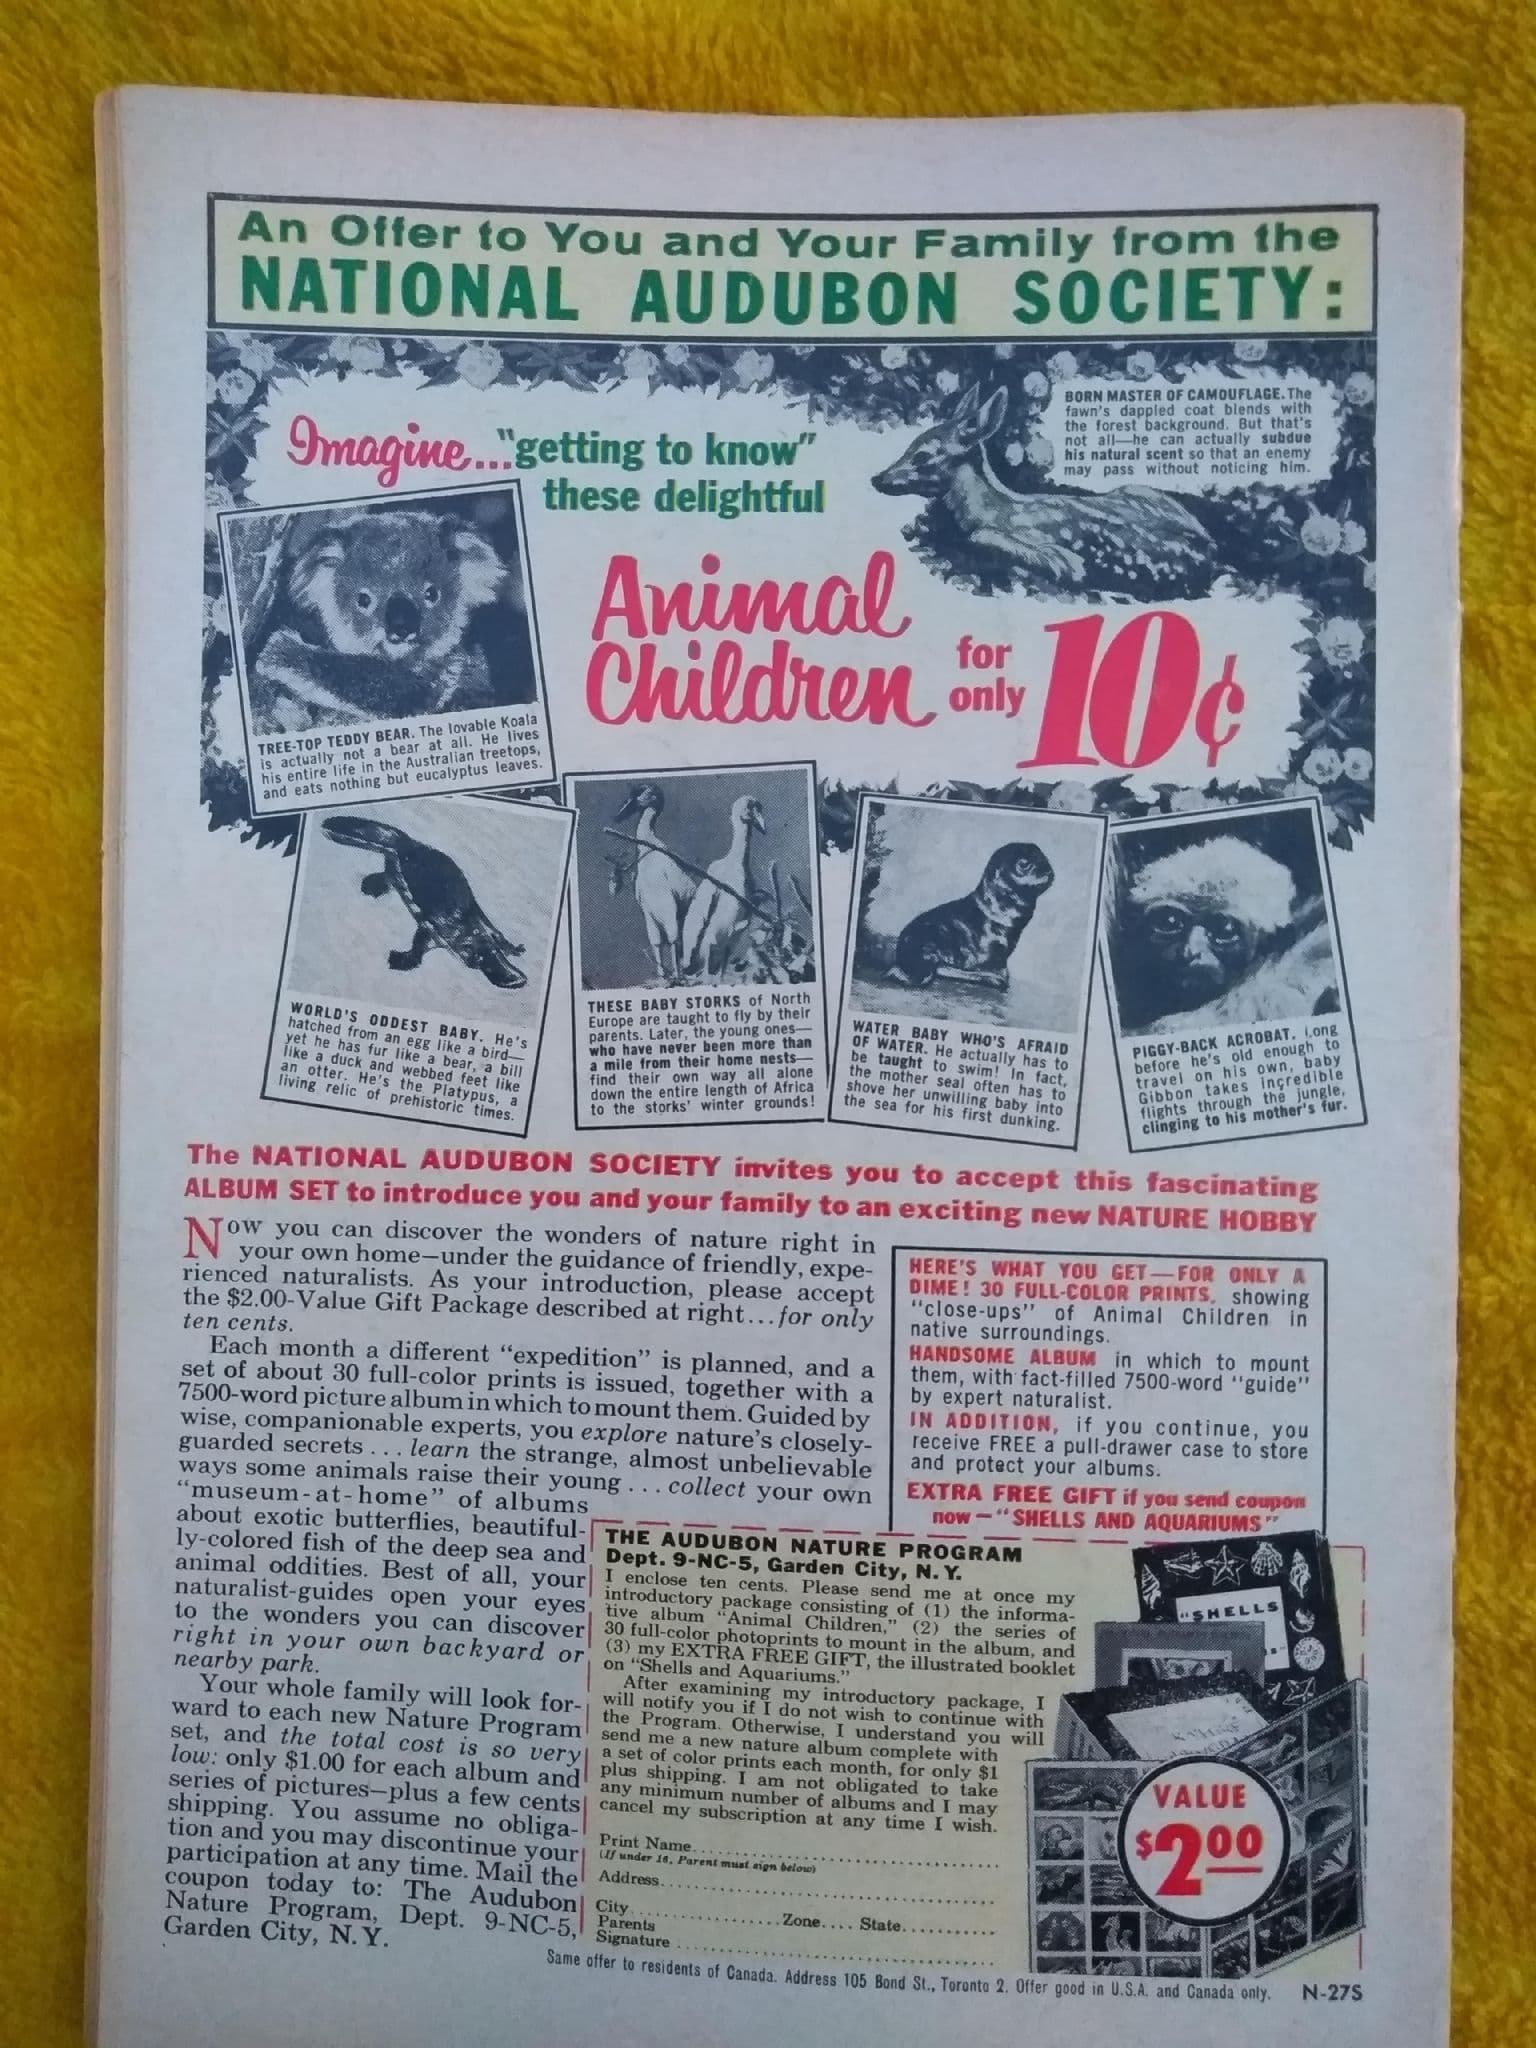 An Offer to You and Your Family from the
NATIONAL AUDUBON SOCIETY:
Imagine..."getting to know"
these delightful
Animal
Children
for
only
10¢
BORN MASTER OF CAMOUFLAGE. The
fawn's dappled coat blends with
the forest background. But that's
not all—he can actually subdue
his natural scent so that an enemy
may pass without noticing him.
TREE-TOP TEDDY BEAR. The lovable Koala
is actually not a bear at all. He lives
his entire life in the Australian treetops,
and eats nothing but eucalyptus leaves.
WORLD'S ODDEST BABY. He's
hatched from an egg like a bird—
yet he has fur like a bear, a bill
like a duck and webbed feet like
an otter. He's the Platypus, a
living relic of prehistoric times.
THESE BABY STORKS of North
Europe are taught to fly by their
parents. Later, the young ones—
who have never been more than
a mile from their home nests—
find their own way all alone
down the entire length of Africa
to the storks' winter grounds!
WATER BABY WHO'S AFRAID
OF WATER. He actually has to
be taught to swim! In fact,
the mother seal often has to
shove her unwilling baby into
the sea for his first dunking.
PIGGY-BACK ACROBAT. Long
before he's old enough to
travel on his own, baby
Gibbon takes incredible
flights through the jungle,
clinging to his mother's fur.
The NATIONAL AUDUBON SOCIETY invites you to accept this fascinating
ALBUM SET to introduce you and your family to an exciting new NATURE HOBBY
Now you can discover the wonders of nature right in
your own home—under the guidance of friendly, expe-
rienced naturalists. As your introduction, please accept
the $2.00-Value Gift Package described at right...for only
ten cents.
Each month a different "expedition" is planned, and a
set of about 30 full-color prints is issued, together with a
7500-word picture album in which to mount them. Guided by
wise, companionable experts, you explore nature's closely-
guarded secrets . . . learn the strange, almost unbelievable
ways some animals raise their young . . . collect your own
"museum-at-home" of albums
about exotic butterflies, beautiful-
ly-colored fish of the deep sea and
animal oddities. Best of all, your
naturalist-guides open your eyes
to the wonders you can discover
right in your own backyard or
nearby park.
Your whole family will look for-
ward to each new Nature Program
set, and the total cost is so very
low: only $1.00 for each album and
series of pictures—plus a few cents
shipping. You assume no obliga-
tion and you may discontinue your
participation at any time. Mail the
coupon today to: The Audubon
Nature Program, Dept. 9-NC-5,
Garden City, N.Y.
HERE'S WHAT YOU GET—FOR ONLY A
DIME! 30 FULL-COLOR PRINTS, showing
"close-ups" of Animal Children in
native surroundings.
HANDSOME ALBUM in which to mount
them, with fact-filled 7500-word "guide"
by expert naturalist.
IN ADDITION, if you continue, you
receive FREE a pull-drawer case to store
and protect your albums.
EXTRA FREE GIFT if you send coupon
now—"SHELLS AND AQUARIUMS"
THE AUDUBON NATURE PROGRAM
Dept. 9-NC-5, Garden City, N.Y.
I enclose ten cents. Please send me at once my
introductory package consisting of (1) the informa-
tive album "Animal Children," (2) the series of
30 full-color photoprints to mount in the album, and
(3) my EXTRA FREE GIFT, the illustrated booklet
on "Shells and Aquariums."
After examining my introductory package, I
will notify you if I do not wish to continue with
the Program. Otherwise, I understand you will
send me a new nature album complete with
a set of color prints each month, for only $1
plus shipping. I am not obligated to take
any minimum number of albums and I may
cancel my subscription at any time I wish.
Print Name
(If under 18, Parent must sign below)
Address
City Zone State
Parents
Signature
"SHELLS
VALUE
$2.00
Same offer to residents of Canada. Address 105 Bond St., Toronto 2. Offer good in U.S.A. and Canada only. N-27S